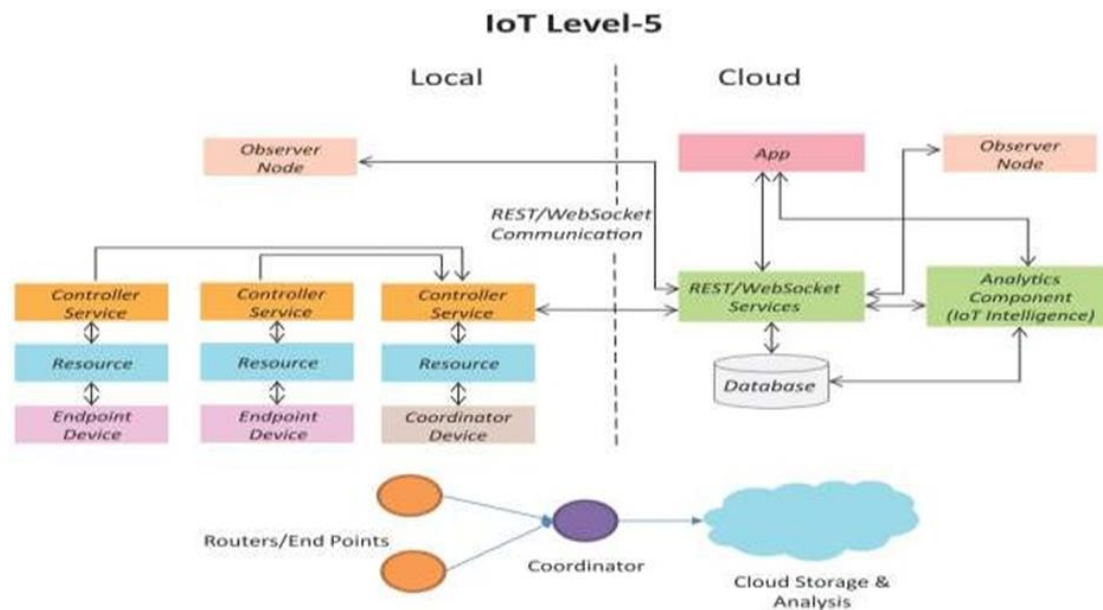 IoT Level-5
Local
Cloud
Observer
Node
App
Observer
Node
REST/WebSocket
Communication
Controller
Service
Controller
Service
Controller
Service
REST/WebSocket
Services
Analytics
Component
(IoT Intelligence)
Resource
Resource
Resource
Database
Endpoint
Device
Endpoint
Device
Coordinator
Device
Routers/End Points
Coordinator
Cloud Storage &
Analysis